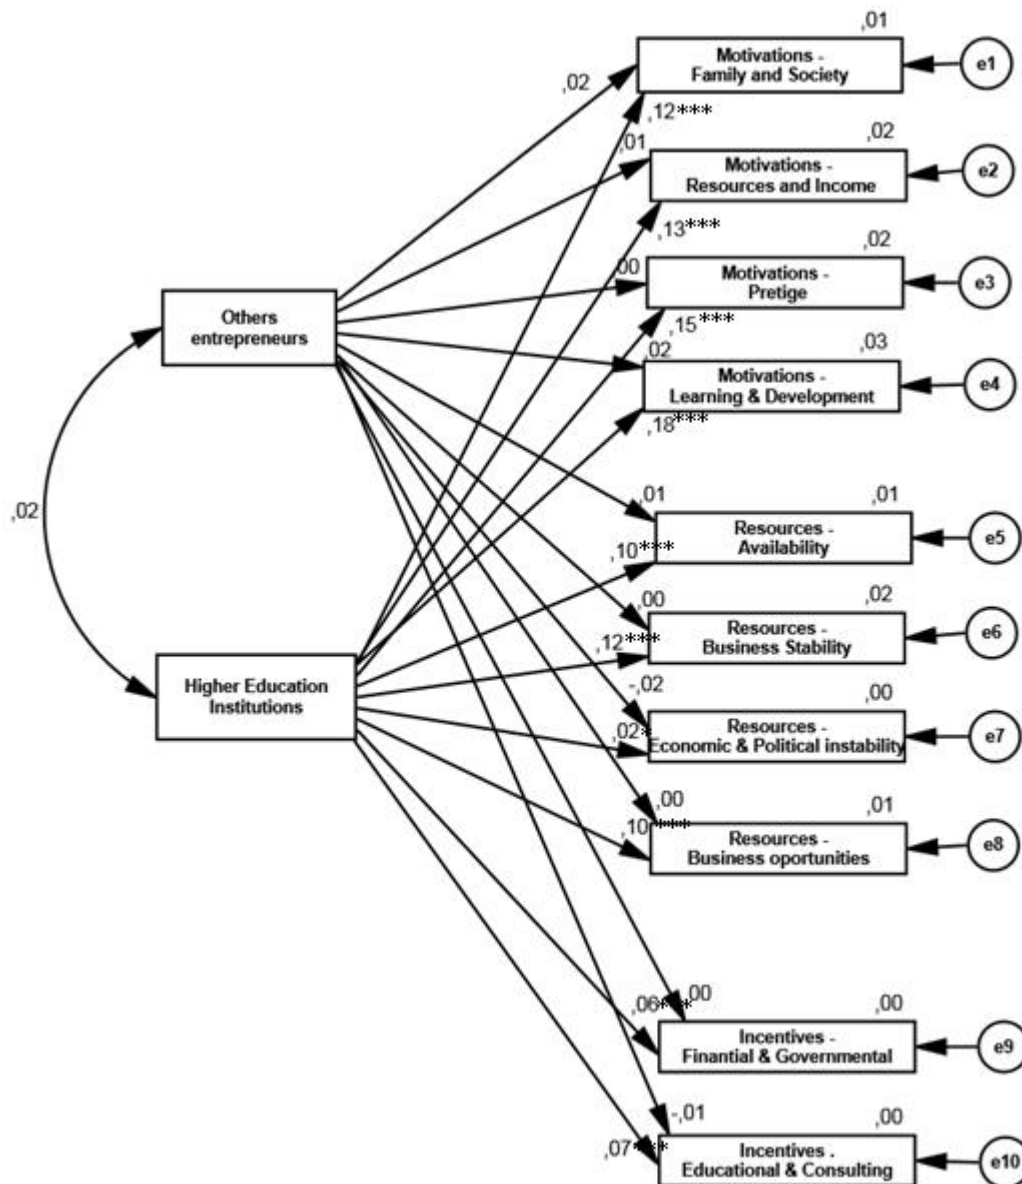 ,01
Motivations -
Family and Society
e1
,02
,12***
,01
,02
Motivations -
Resources and Income
e2
,13***
,00
,02
Motivations -
Pretige
e3
,15***
,02
,03
Motivations -
Learning & Development
e4
,18***
Others
entrepreneurs
,02
Higher Education
Institutions
,01
,01
Resources -
Availability
e5
,10***
,00
,02
Resources -
Business Stability
e6
,12***
-,02
,00
Resources -
Economic & Political instability
e7
,02*
,00
,01
Resources -
Business oportunities
e8
,10***
,06***
,00
,00
Incentives -
Finantial & Governmental
e9
-,01
,00
Incentives .
Educational & Consulting
e10
,07***